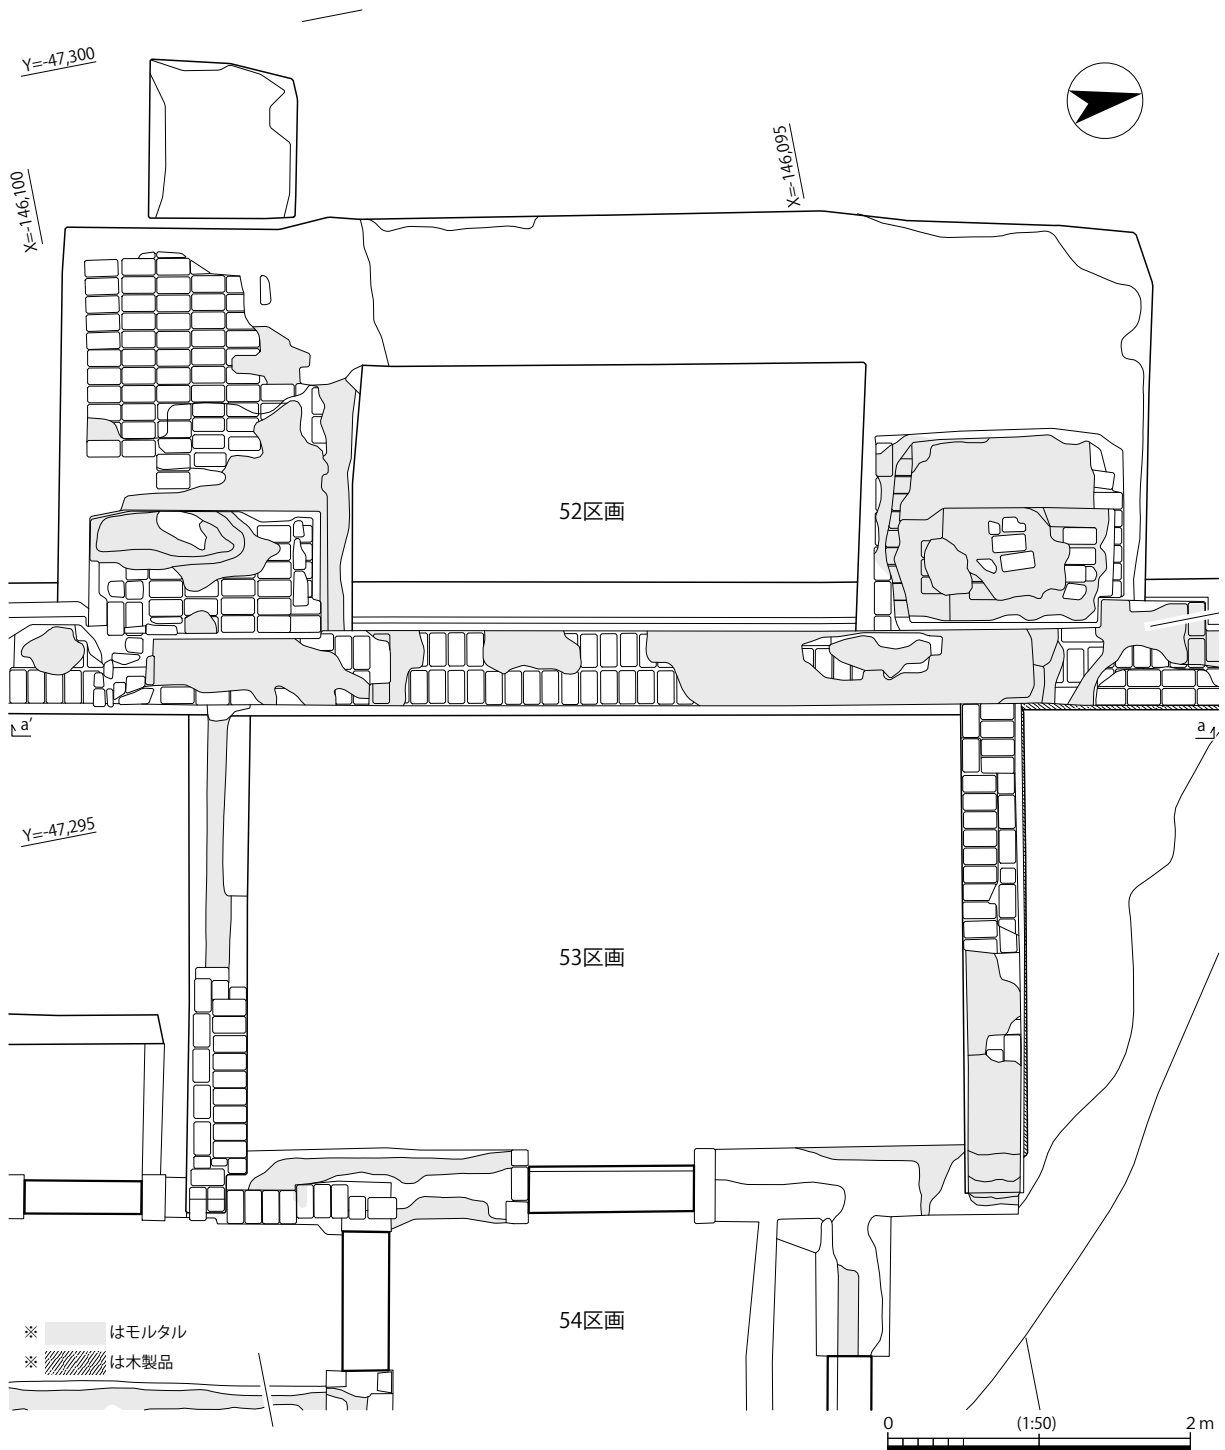 Y=-47,300
X=-146,095
X=-146,100
52区画
a′
a
Y=-47,295
53区画
54区画
※ はモルタル
※ は木製品
0 (1:50) 2 m